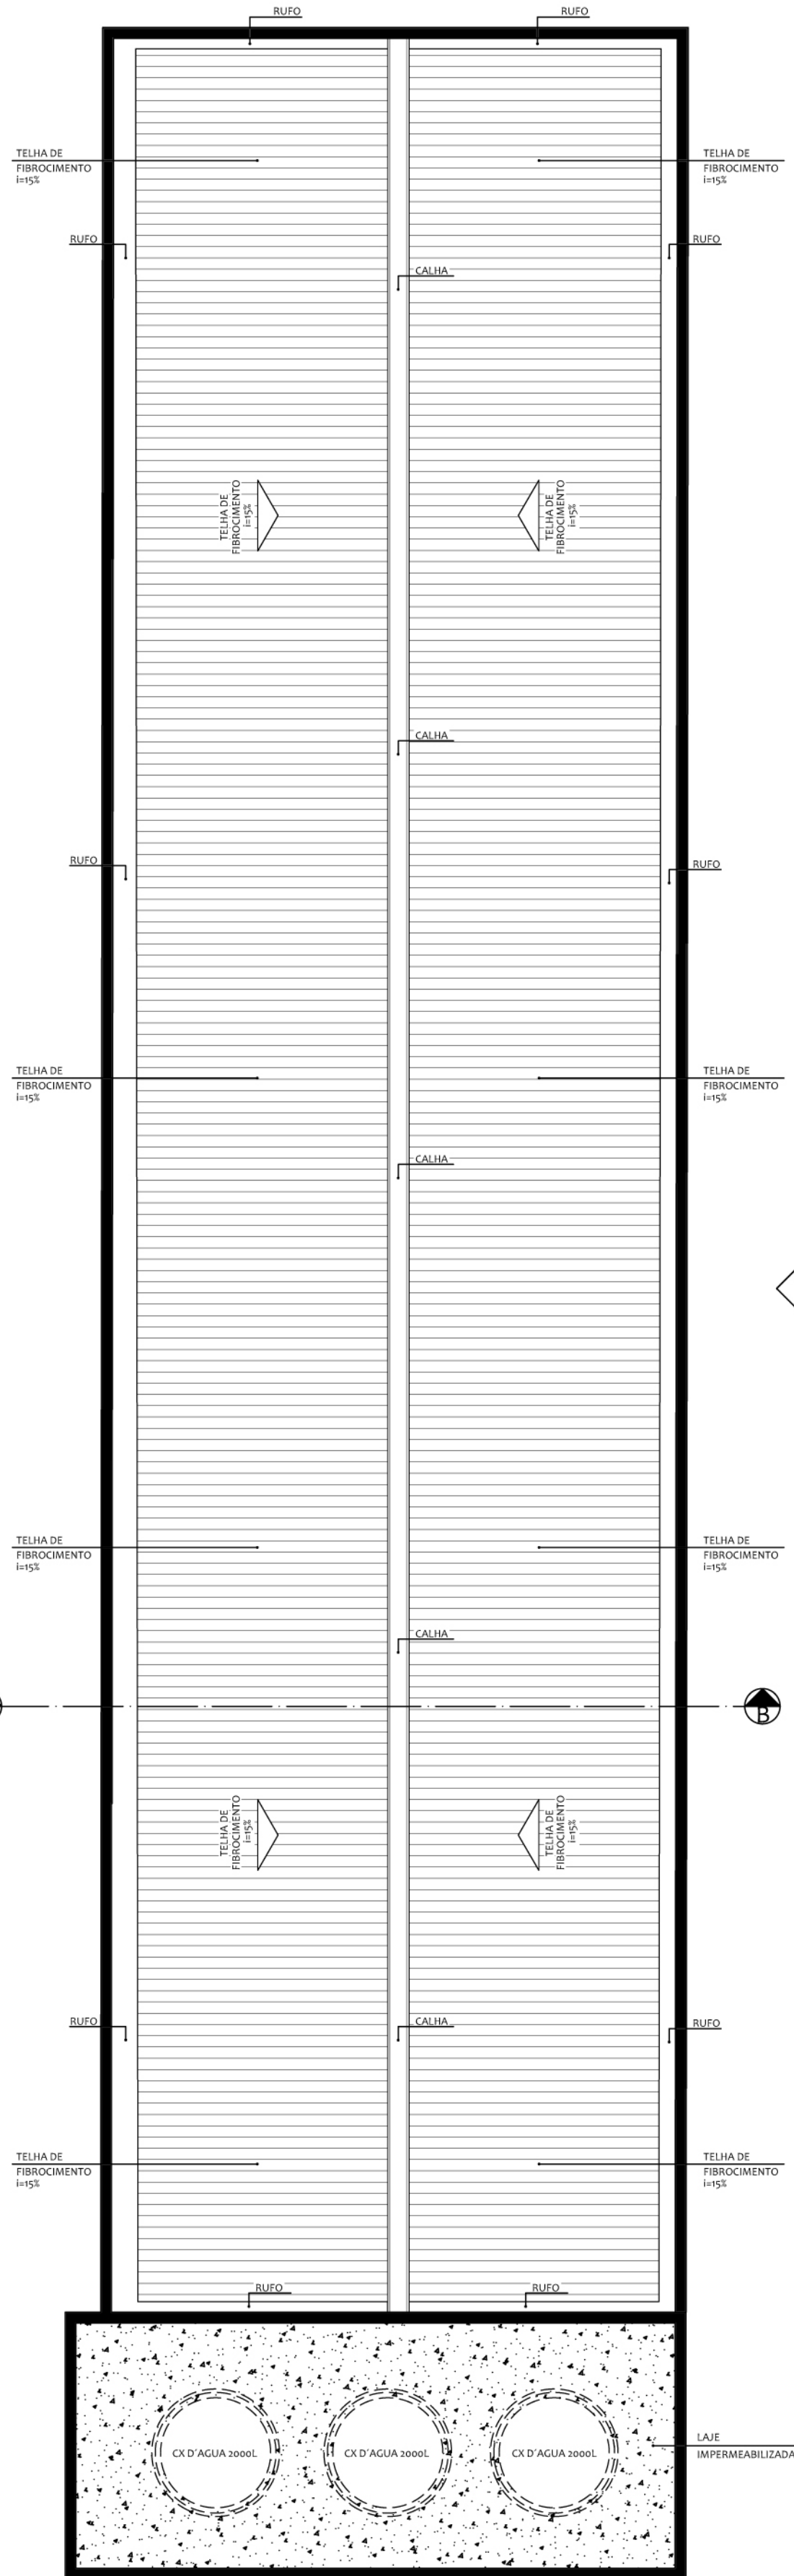 RUFO
RUFO
TELHA DE
FIBROCIMENTO
i=15%
TELHA DE
FIBROCIMENTO
i=15%
RUFO
RUFO
CALHA
TELHA DE
FIBROCIMENTO
i=15%
TELHA DE
FIBROCIMENTO
i=15%
CALHA
RUFO
RUFO
TELHA DE
FIBROCIMENTO
i=15%
TELHA DE
FIBROCIMENTO
i=15%
CALHA
TELHA DE
FIBROCIMENTO
i=15%
TELHA DE
FIBROCIMENTO
i=15%
CALHA
B
TELHA DE
FIBROCIMENTO
i=15%
TELHA DE
FIBROCIMENTO
i=15%
RUFO
CALHA
RUFO
TELHA DE
FIBROCIMENTO
i=15%
TELHA DE
FIBROCIMENTO
i=15%
RUFO
RUFO
LAJE
IMPERMEABILIZADA
CX D´AGUA 2000L
CX D´AGUA 2000L
CX D´AGUA 2000L